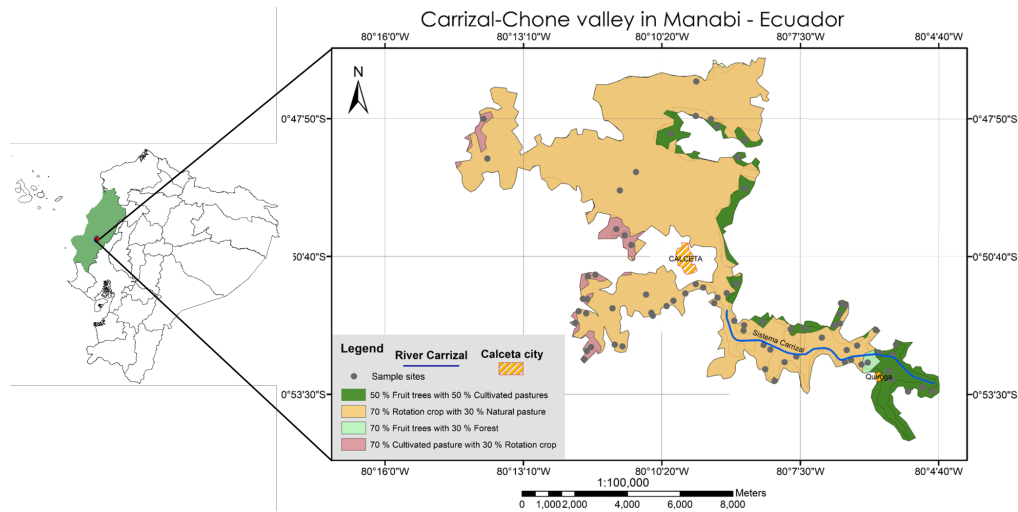 Carrizal-Chone valley in Manabi - Ecuador
80°16'0"W 80°13'10"W 80°10'20"W 80°7'30"W 80°4'40"W
N
0°47'50"S 0°47'50"S
CALCETA
50'40"S 0°50'40"S
Sistema Carrizal
Quiroga
0°53'30"S 0°53'30"S
Legend
River Carrizal
Calceta city
Sample sites
50 % Fruit trees with 50 % Cultivated pastures
70 % Rotation crop with 30 % Natural pasture
70 % Fruit trees with 30 % Forest
70 % Cultivated pasture with 30 % Rotation crop
80°16'0"W 80°13'10"W 80°10'20"W 80°7'30"W 80°4'40"W
1:100,000
Meters
0 1,000 2,000 4,000 6,000 8,000